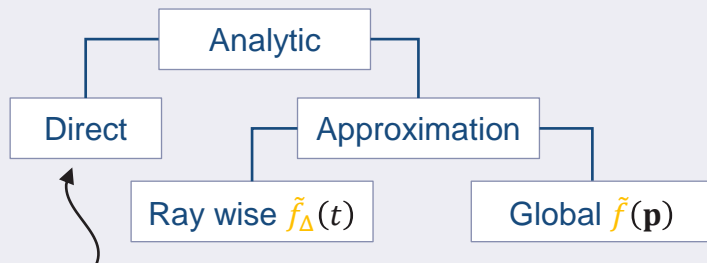 Analytic
Direct
Approximation
Ray wise f̃_Δ(t)
Global f̃(𝐩)